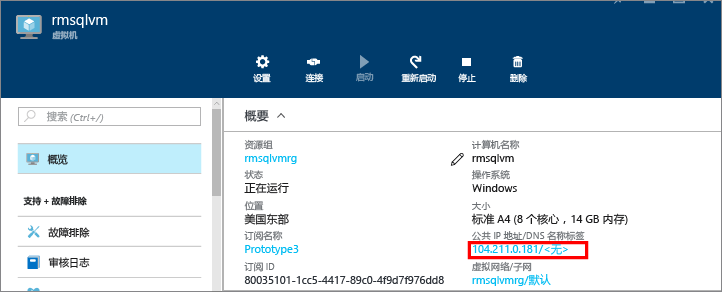 rmsqlvm
虚拟机
设置 连接 启动 重新启动 停止 删除
搜索 (Ctrl+/)
概览
支持 + 故障排除
故障排除
审核日志
概要
资源组
rmsqlvmrg
状态
正在运行
位置
美国东部
订阅名称
Prototype3
订阅 ID
80035101-1cc5-4417-89c0-4f9d7f976dd8
计算机名称
rmsqlvm
操作系统
Windows
大小
标准 A4 (8 个核心，14 GB 内存)
公共 IP 地址/DNS 名称标签
104.211.0.181/<无>
虚拟网络/子网
rmsqlvmrg/默认